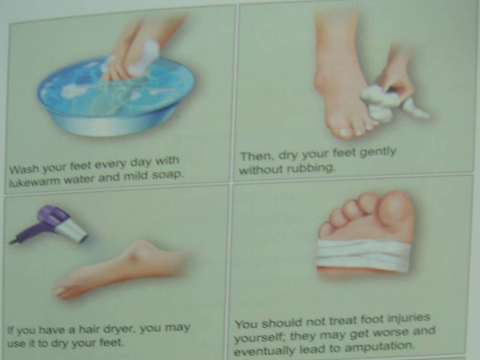 Wash your feet every day with
lukewarm water and mild soap.
Then, dry your feet gently
without rubbing.
If you have a hair dryer, you may
use it to dry your feet.
You should not treat foot injuries
yourself; they may get worse and
eventually lead to amputation.